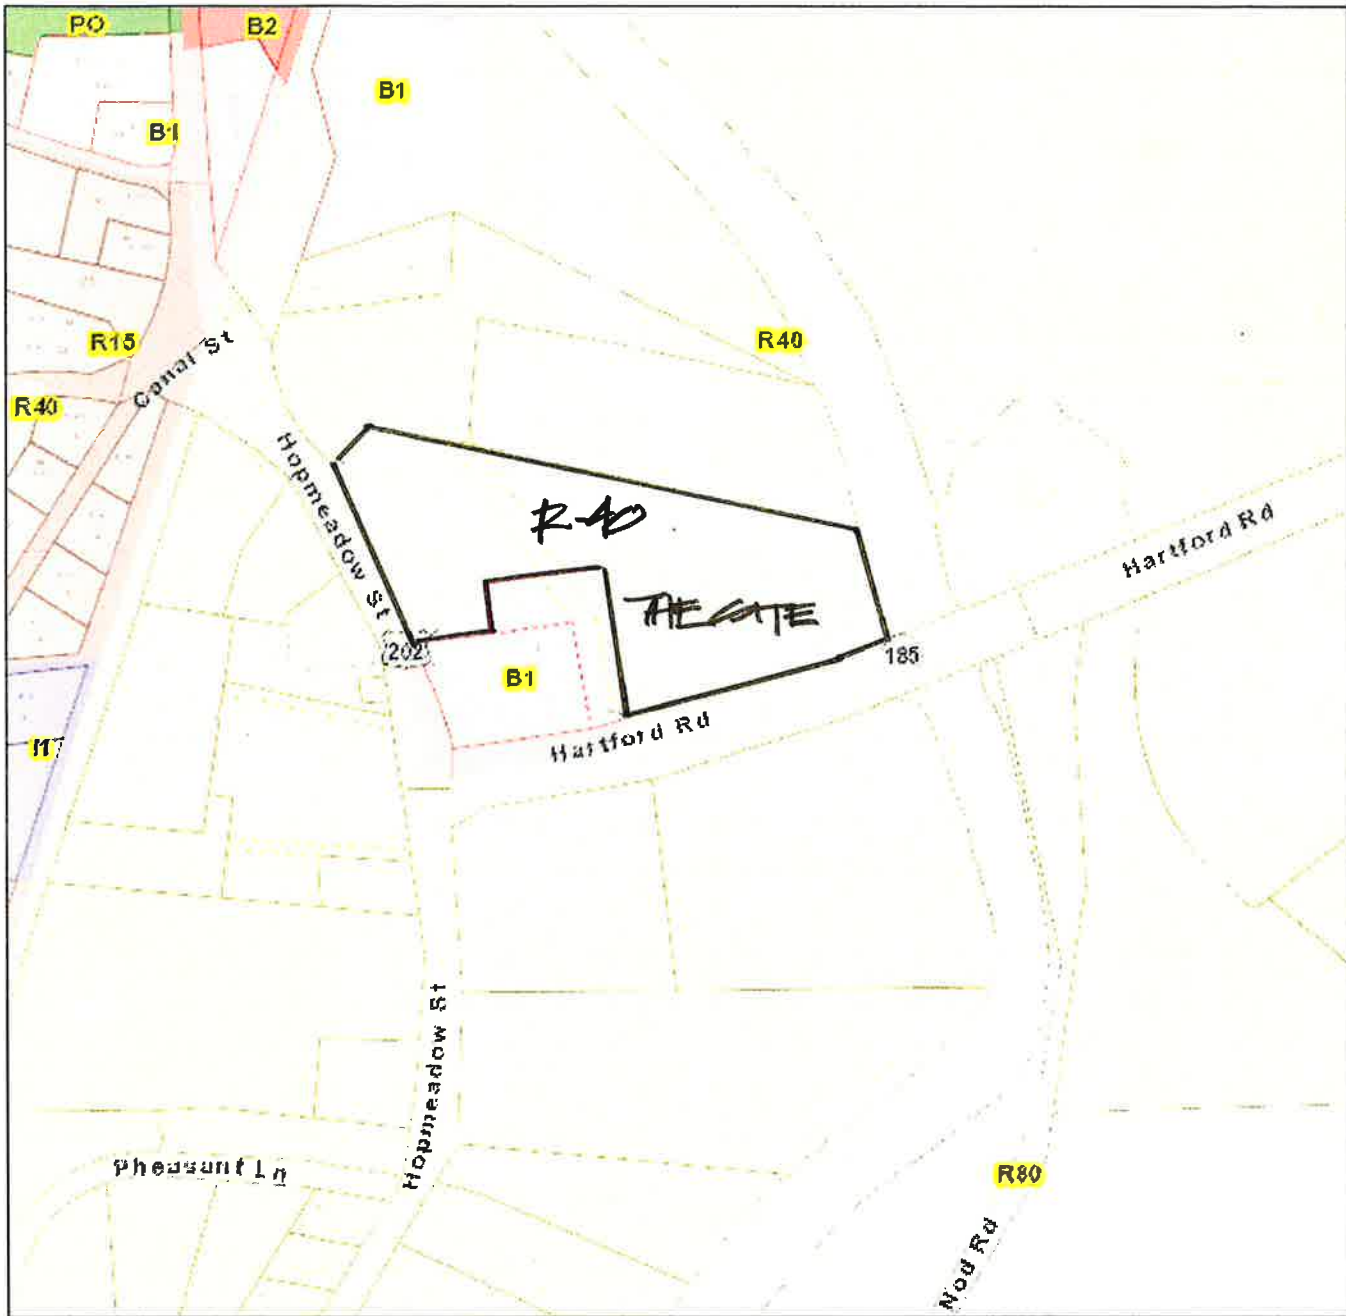 PO
B2
B1
B1
R15
Canal St
R40
R40
Hopmeadow St
R-40
THE GATE
Hartford Rd
(202)
185
B1
Hartford Rd
Hopmeadow St
Pheasant Ln
R80
Nod Rd